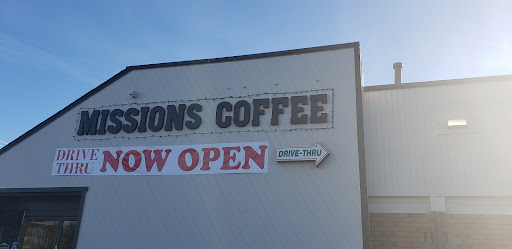 MISSIONS COFFEE
DRIVE THRU NOW OPEN
DRIVE-THRU